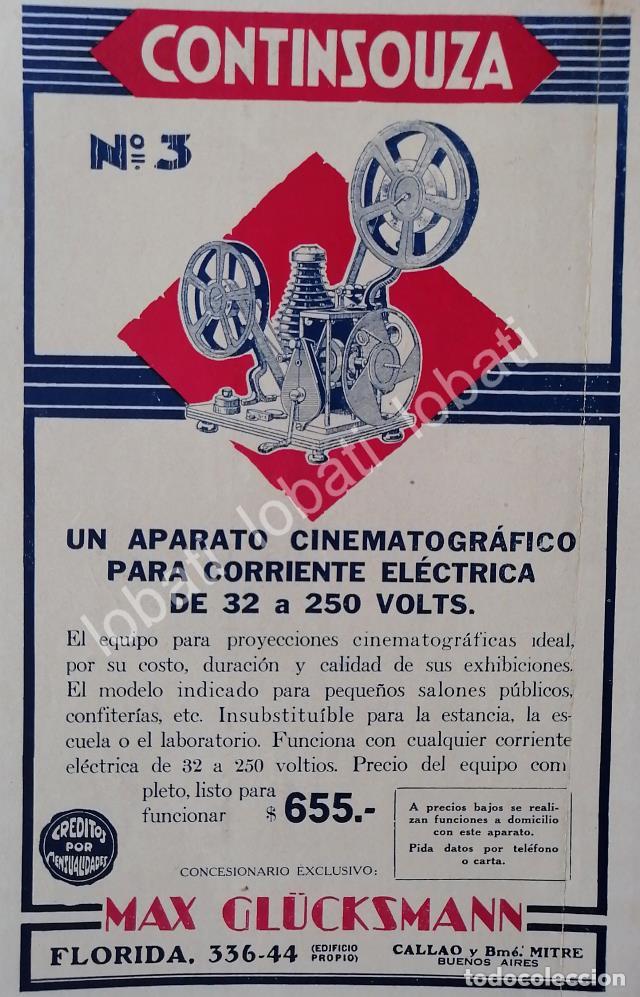 CONTINSOUZA
Nº 3
UN APARATO CINEMATOGRÁFICO
PARA CORRIENTE ELÉCTRICA
DE 32 a 250 VOLTS.
El equipo para proyecciones cinematográficas ideal,
por su costo, duración y calidad de sus exhibiciones.
El modelo indicado para pequeños salones públicos,
confiterías, etc. Insubstituíble para la estancia, la es-
cuela o el laboratorio. Funciona con cualquier corriente
eléctrica de 32 a 250 voltios. Precio del equipo com
pleto, listo para
funcionar $ 655.-
A precios bajos se reali-
zan funciones a domicilio
con este aparato.
Pida datos por teléfono
o carta.
CREDITOS
POR
MENSUALIDADES
CONCESIONARIO EXCLUSIVO:
MAX GLÜCKSMANN
FLORIDA, 336-44 (EDIFICIO PROPIO) CALLAO y Bmé. MITRE
BUENOS AIRES
lobati lobati lobati
todocoleccion